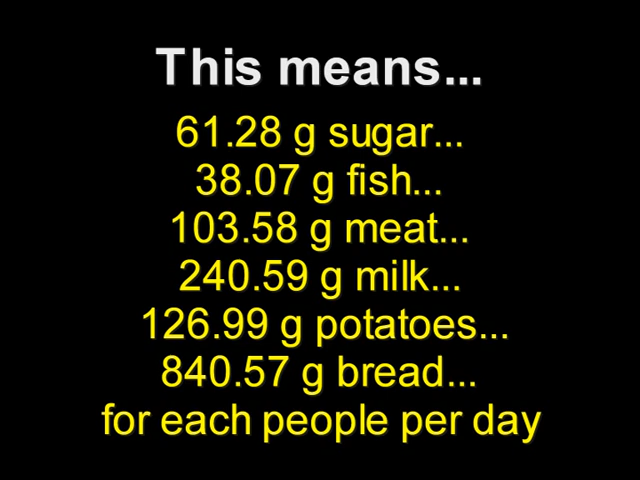 This means...
61.28 g sugar...
38.07 g fish...
103.58 g meat...
240.59 g milk...
126.99 g potatoes...
840.57 g bread...
for each people per day